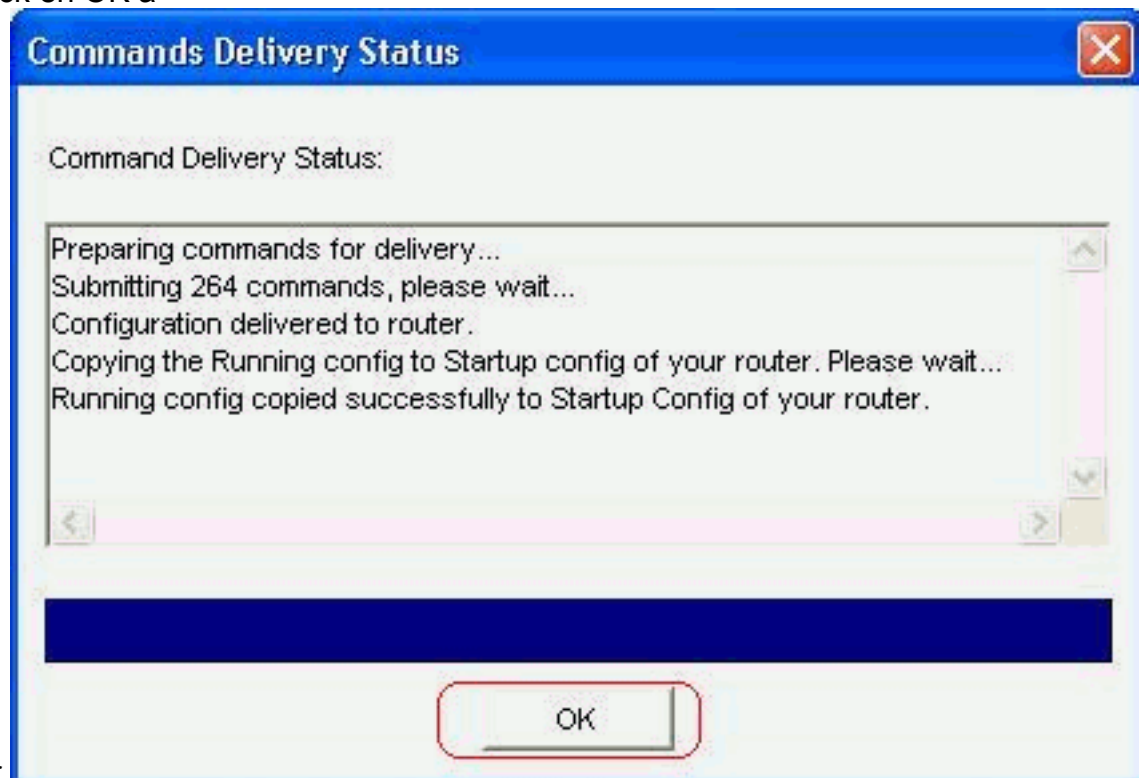 on OK a
Commands Delivery Status
Command Delivery Status:
Preparing commands for delivery...
Submitting 264 commands, please wait...
Configuration delivered to router.
Copying the Running config to Startup config of your router. Please wait...
Running config copied successfully to Startup Config of your router.
OK